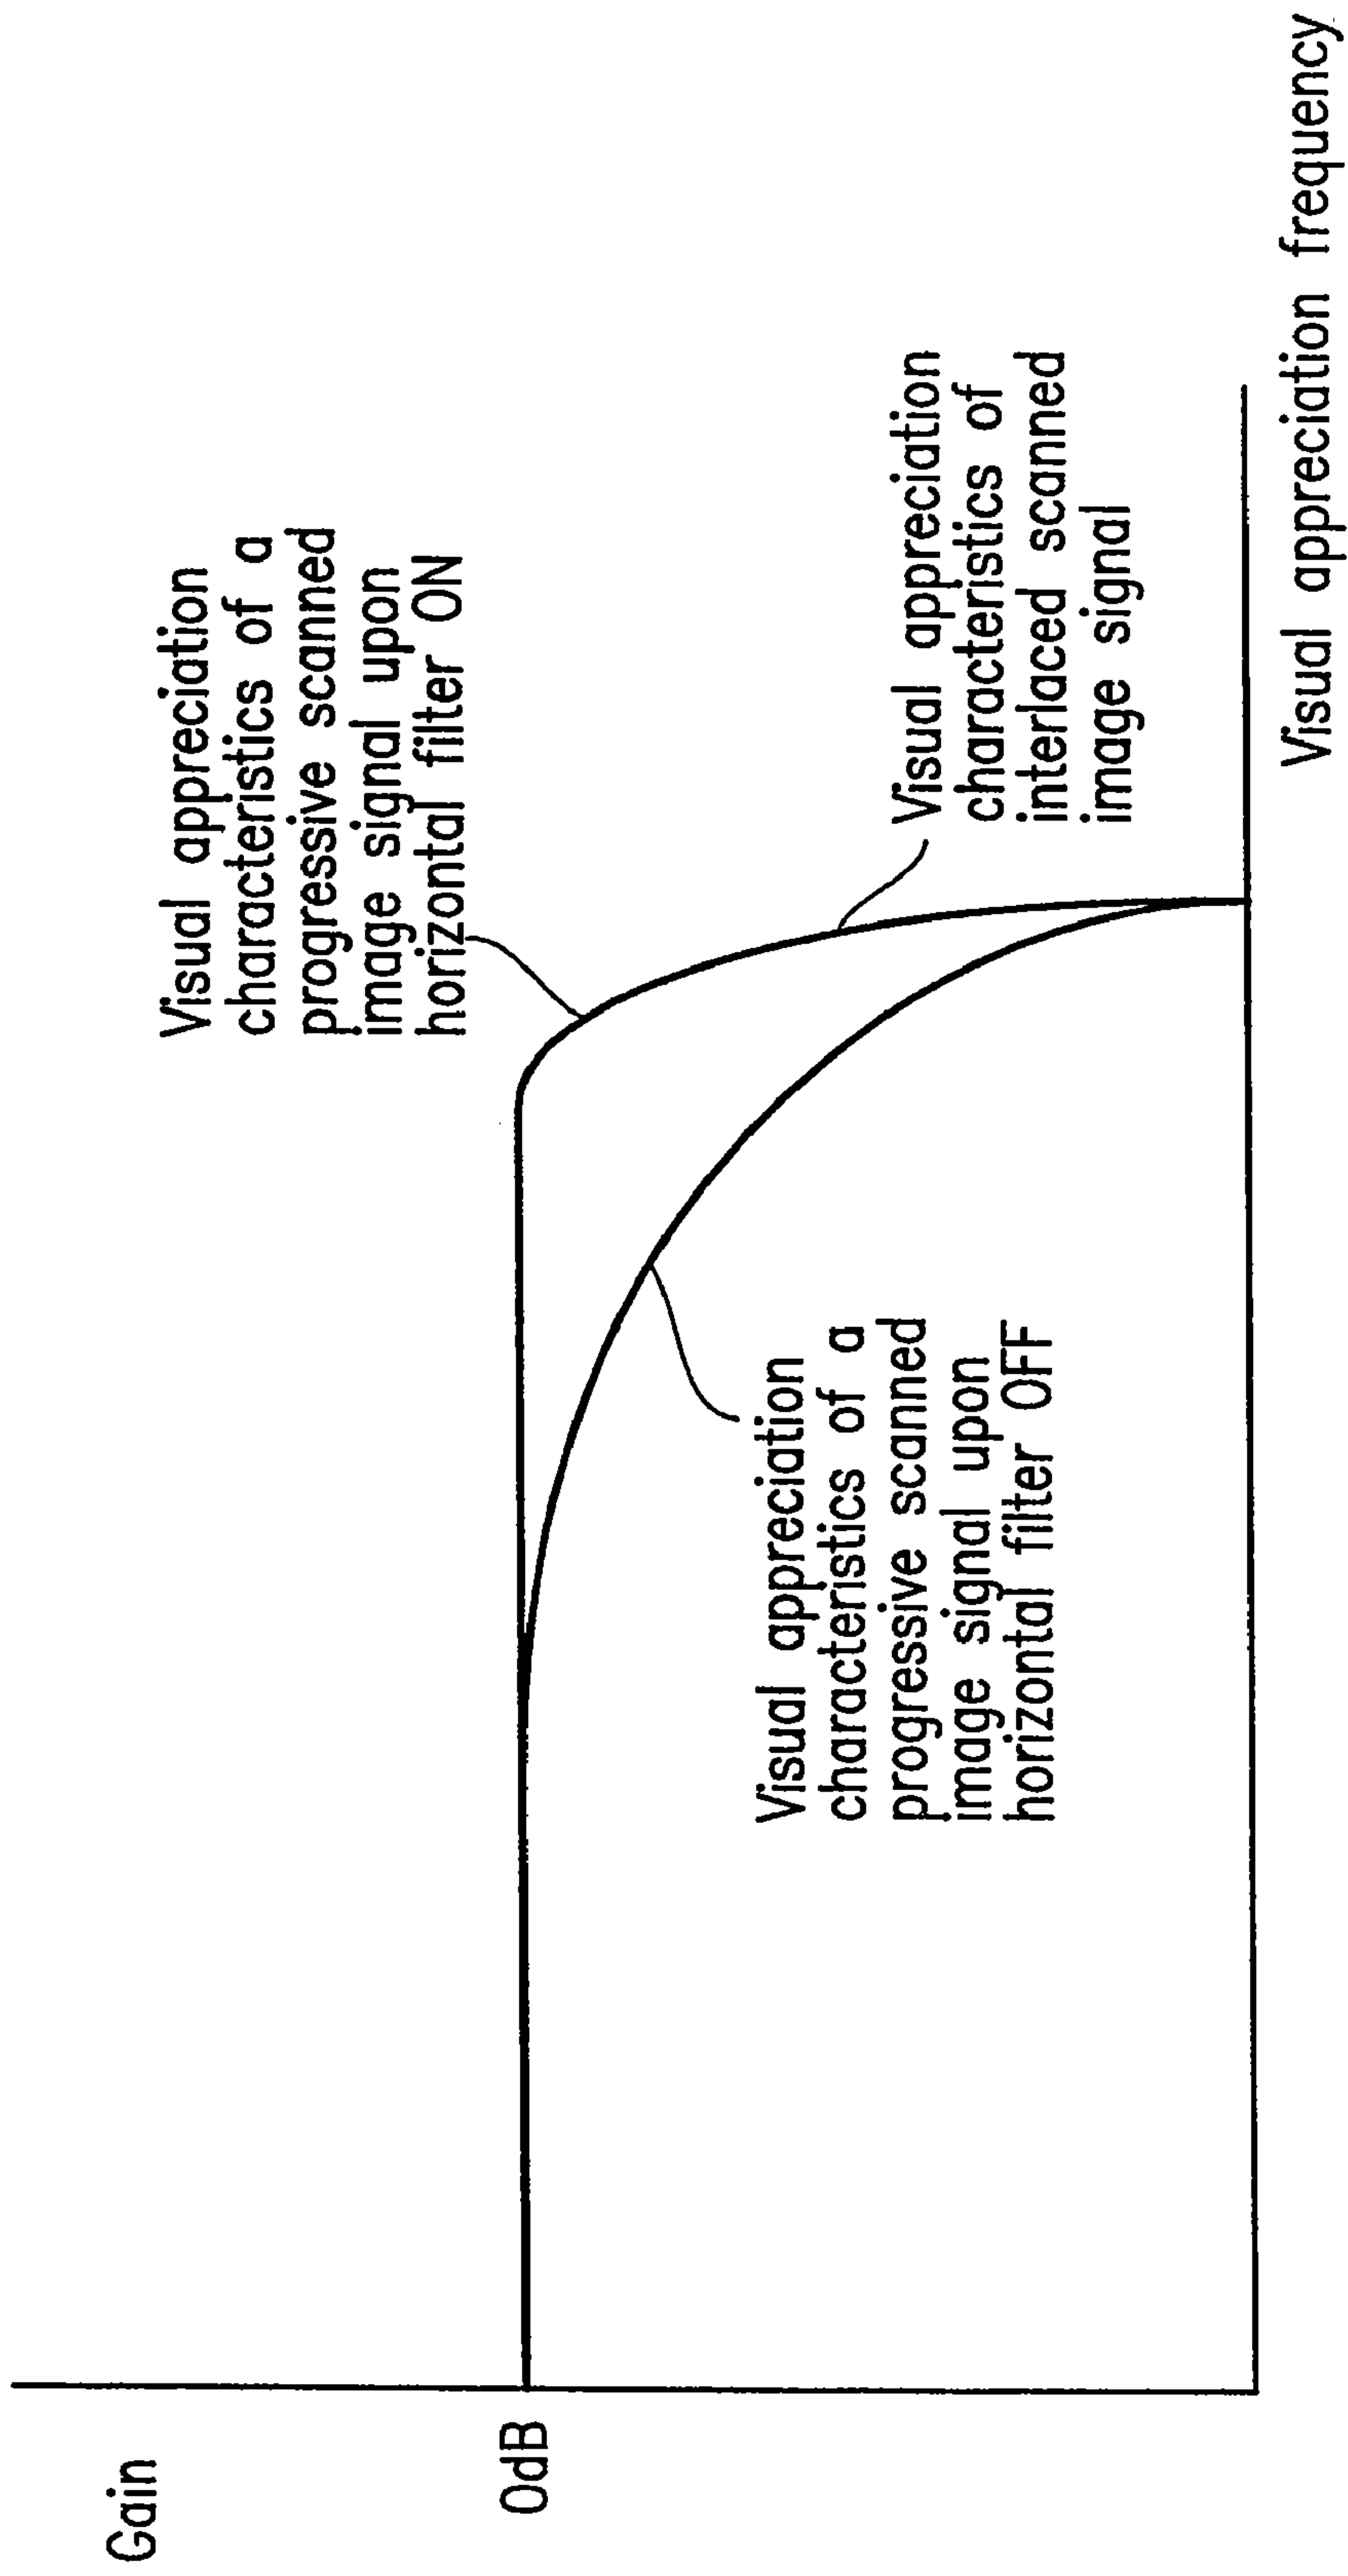 Gain
0dB
Visual appreciation
characteristics of a
progressive scanned
image signal upon
horizontal filter ON
Visual appreciation
characteristics of
interlaced scanned
image signal
Visual appreciation
characteristics of a
progressive scanned
image signal upon
horizontal filter OFF
Visual appreciation frequency